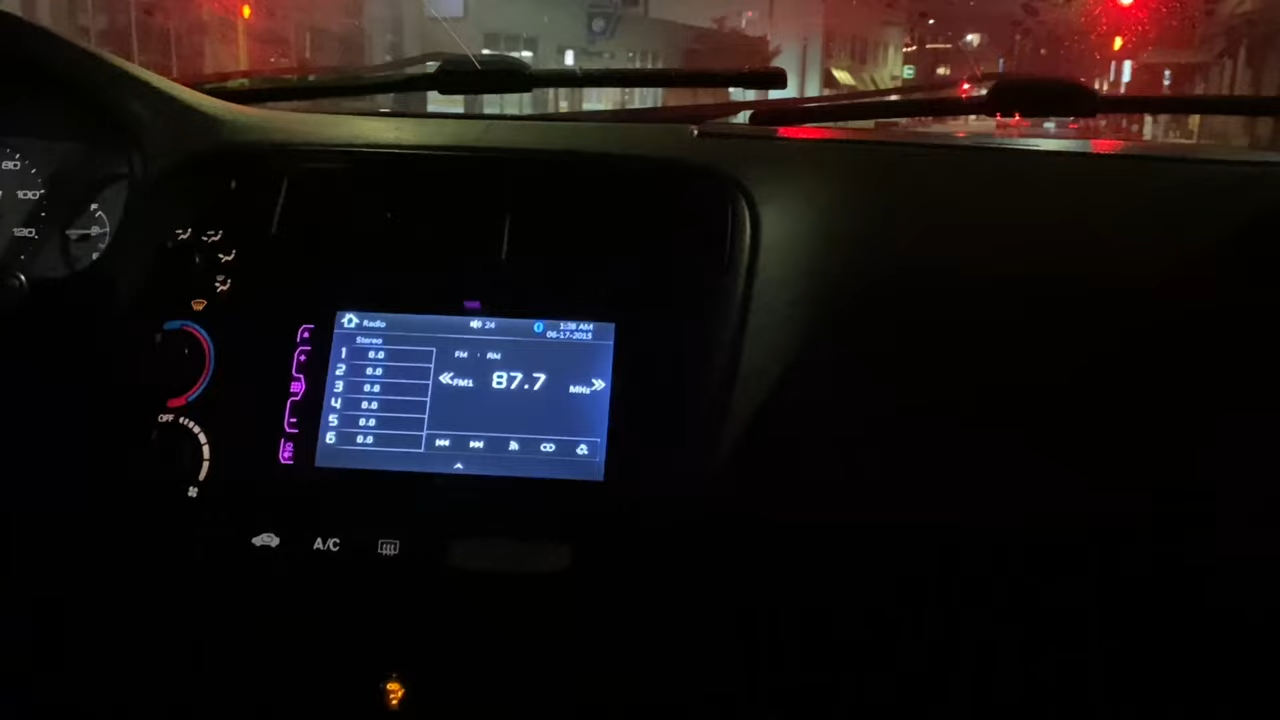 80
100
120
F
Radio
24
1:28 AM
06-17-2015
Stereo
1 0.0
2 0.0
3 0.0
4 0.0
5 0.0
6 0.0
FM AM
FM1 87.7 MHz
OFF
A/C